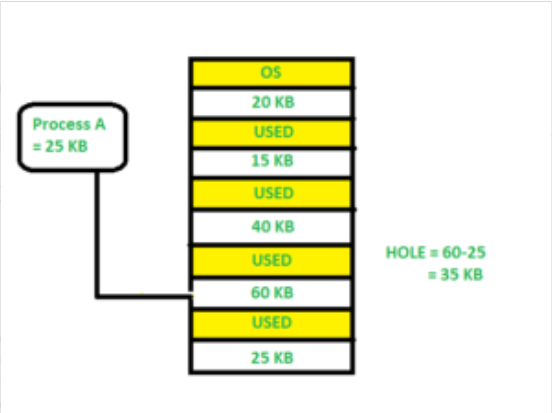 OS
20 KB
Process A
= 25 KB
USED
15 KB
USED
40 KB
USED
HOLE = 60-25
= 35 KB
60 KB
USED
25 KB